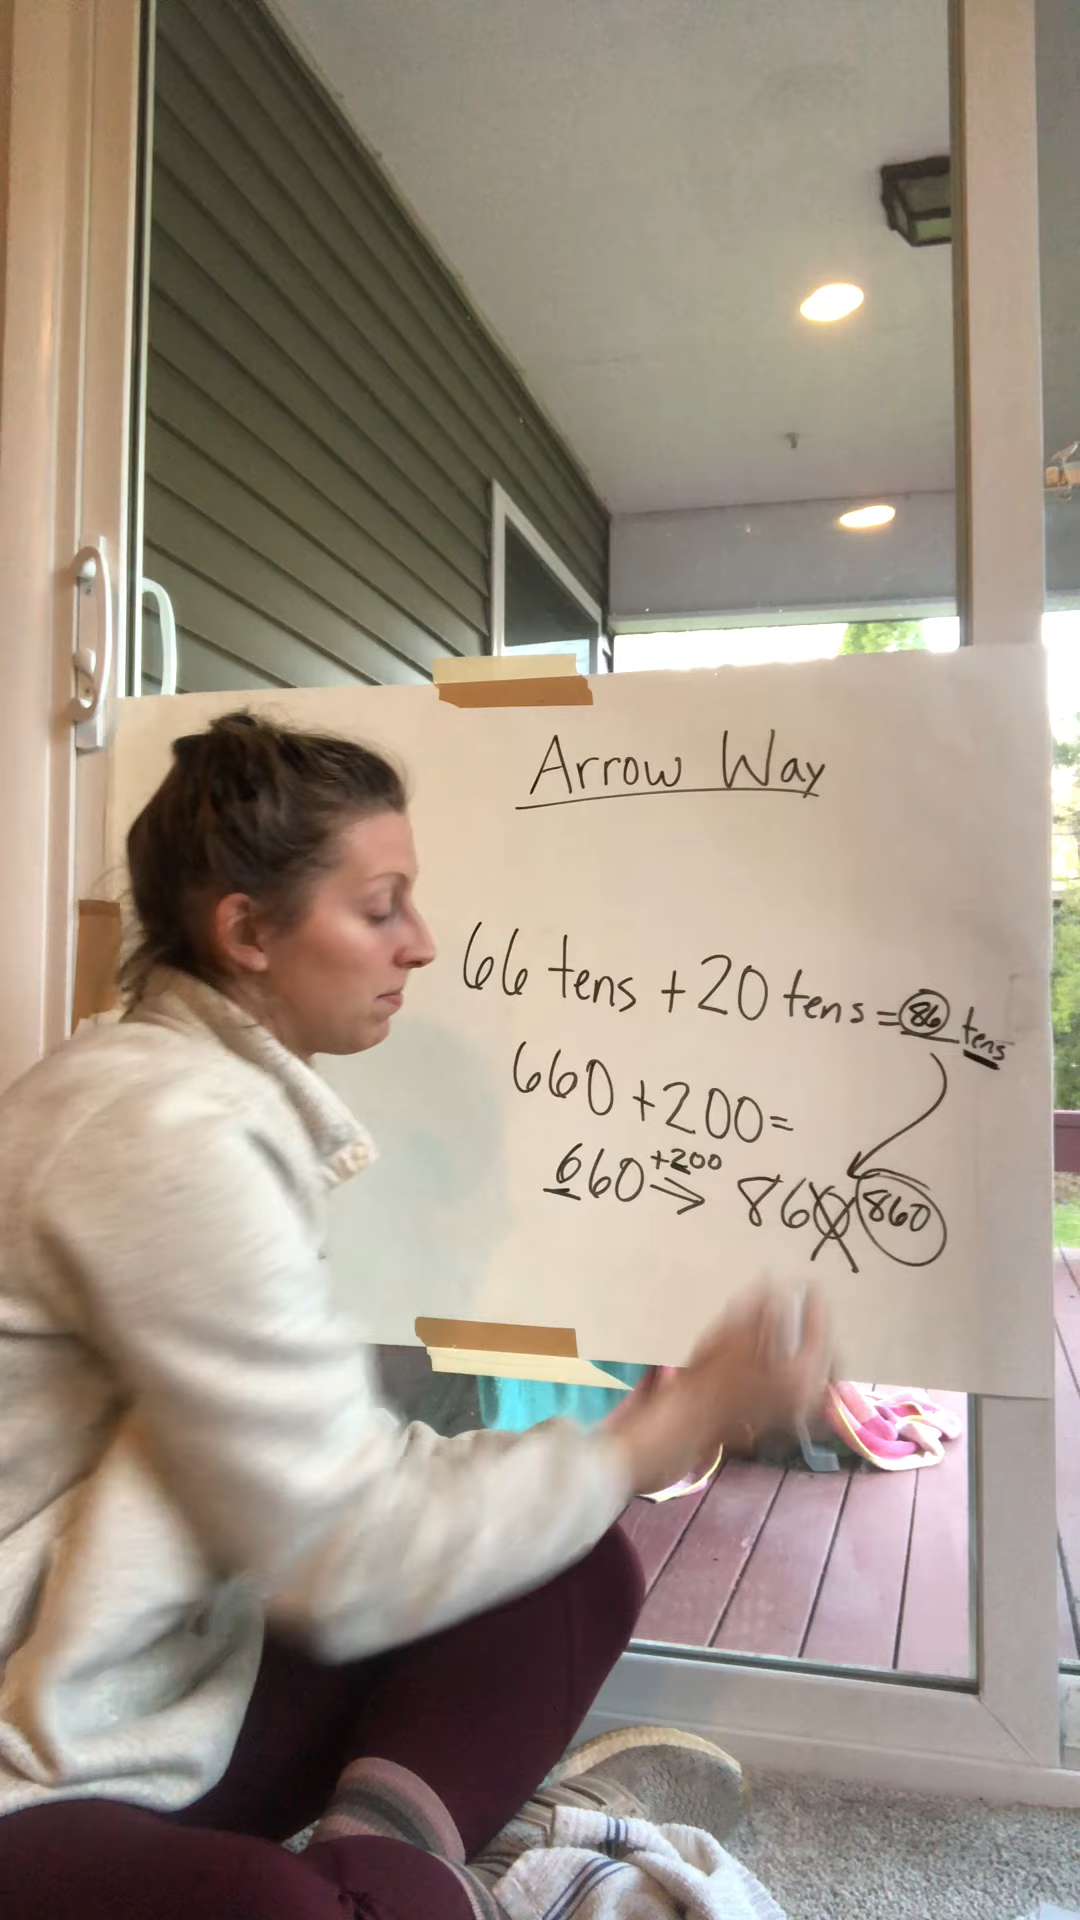 Arrow Way
66 tens + 20 tens = 86 tens
660 + 200 =
+200
660 → 860 860